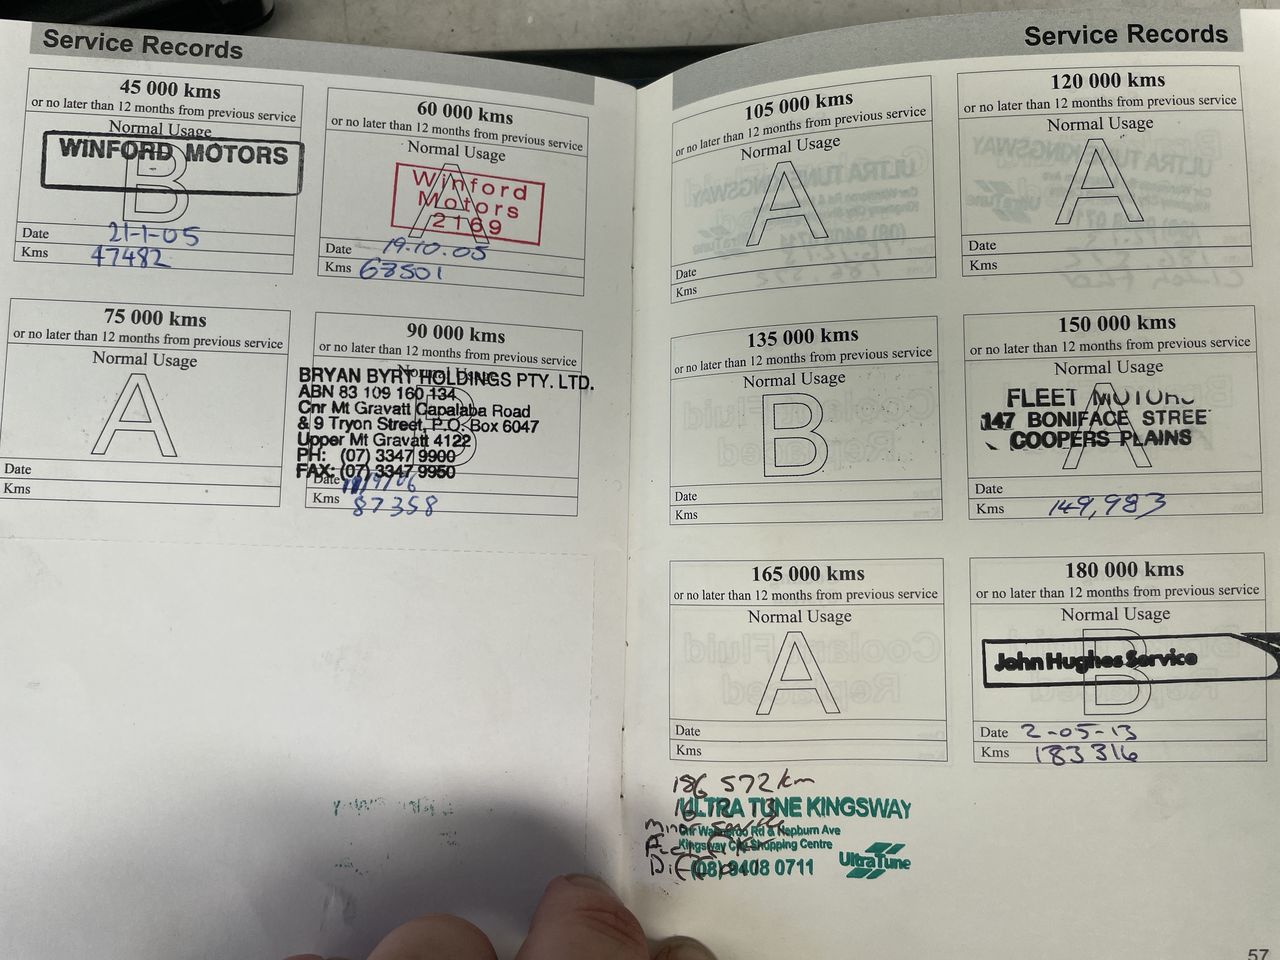 Service Records
45 000 kms
or no later than 12 months from previous service
Normal Usage
B
WINFORD MOTORS
Date 21-1-05
Kms 47482
60 000 kms
or no later than 12 months from previous service
Normal Usage
A
Winford
Motors
2169
Date 19.10.05
Kms 68501
75 000 kms
or no later than 12 months from previous service
Normal Usage
A
Date
Kms
90 000 kms
or no later than 12 months from previous service
Normal Usage
B
BRYAN BYRT HOLDINGS PTY. LTD.
ABN 83 109 160 134
Cnr Mt Gravatt Capalaba Road
& 9 Tryon Street, P.O. Box 6047
Upper Mt Gravatt 4122
PH: (07) 3347 9900
FAX: (07) 3347 9950
Date
Kms 87358
Service Records
105 000 kms
or no later than 12 months from previous service
Normal Usage
A
Date
Kms
120 000 kms
or no later than 12 months from previous service
Normal Usage
A
Date
Kms
135 000 kms
or no later than 12 months from previous service
Normal Usage
B
Date
Kms
150 000 kms
or no later than 12 months from previous service
Normal Usage
A
FLEET MOTORS
147 BONIFACE STREE
COOPERS PLAINS
Date
Kms 149,983
165 000 kms
or no later than 12 months from previous service
Normal Usage
A
Date
Kms
180 000 kms
or no later than 12 months from previous service
Normal Usage
B
John Hughes Service
Date 2-05-13
Kms 183316
186 572 km
ULTRA TUNE KINGSWAY
Cnr Wanneroo Rd & Hepburn Ave
Kingsway City Shopping Centre
(08) 9408 0711
UltraTune
57